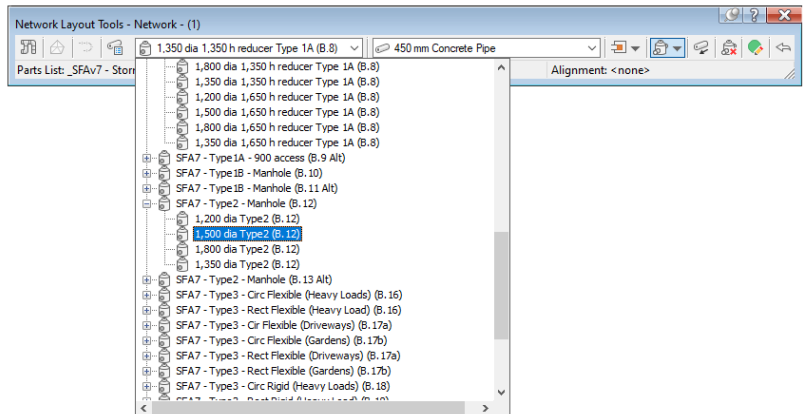 Network Layout Tools - Network - (1)
1,350 dia 1,350 h reducer Type 1A (B.8)
450 mm Concrete Pipe
Parts List: _SFAv7 - Stor
Alignment: <none>
1,800 dia 1,350 h reducer Type 1A (B.8)
1,350 dia 1,350 h reducer Type 1A (B.8)
1,200 dia 1,650 h reducer Type 1A (B.8)
1,500 dia 1,650 h reducer Type 1A (B.8)
1,800 dia 1,650 h reducer Type 1A (B.8)
1,350 dia 1,650 h reducer Type 1A (B.8)
SFA7 - Type1A - 900 access (B.9 Alt)
SFA7 - Type1B - Manhole (B.10)
SFA7 - Type1B - Manhole (B.11 Alt)
SFA7 - Type2 - Manhole (B.12)
1,200 dia Type2 (B.12)
1,500 dia Type2 (B.12)
1,800 dia Type2 (B.12)
1,350 dia Type2 (B.12)
SFA7 - Type2 - Manhole (B.13 Alt)
SFA7 - Type3 - Circ Flexible (Heavy Loads) (B.16)
SFA7 - Type3 - Rect Flexible (Heavy Load) (B.16)
SFA7 - Type3 - Cir Flexible (Driveways) (B.17a)
SFA7 - Type3 - Circ Flexible (Gardens) (B.17b)
SFA7 - Type3 - Rect Flexible (Driveways) (B.17a)
SFA7 - Type3 - Rect Flexible (Gardens) (B.17b)
SFA7 - Type3 - Circ Rigid (Heavy Loads) (B.18)